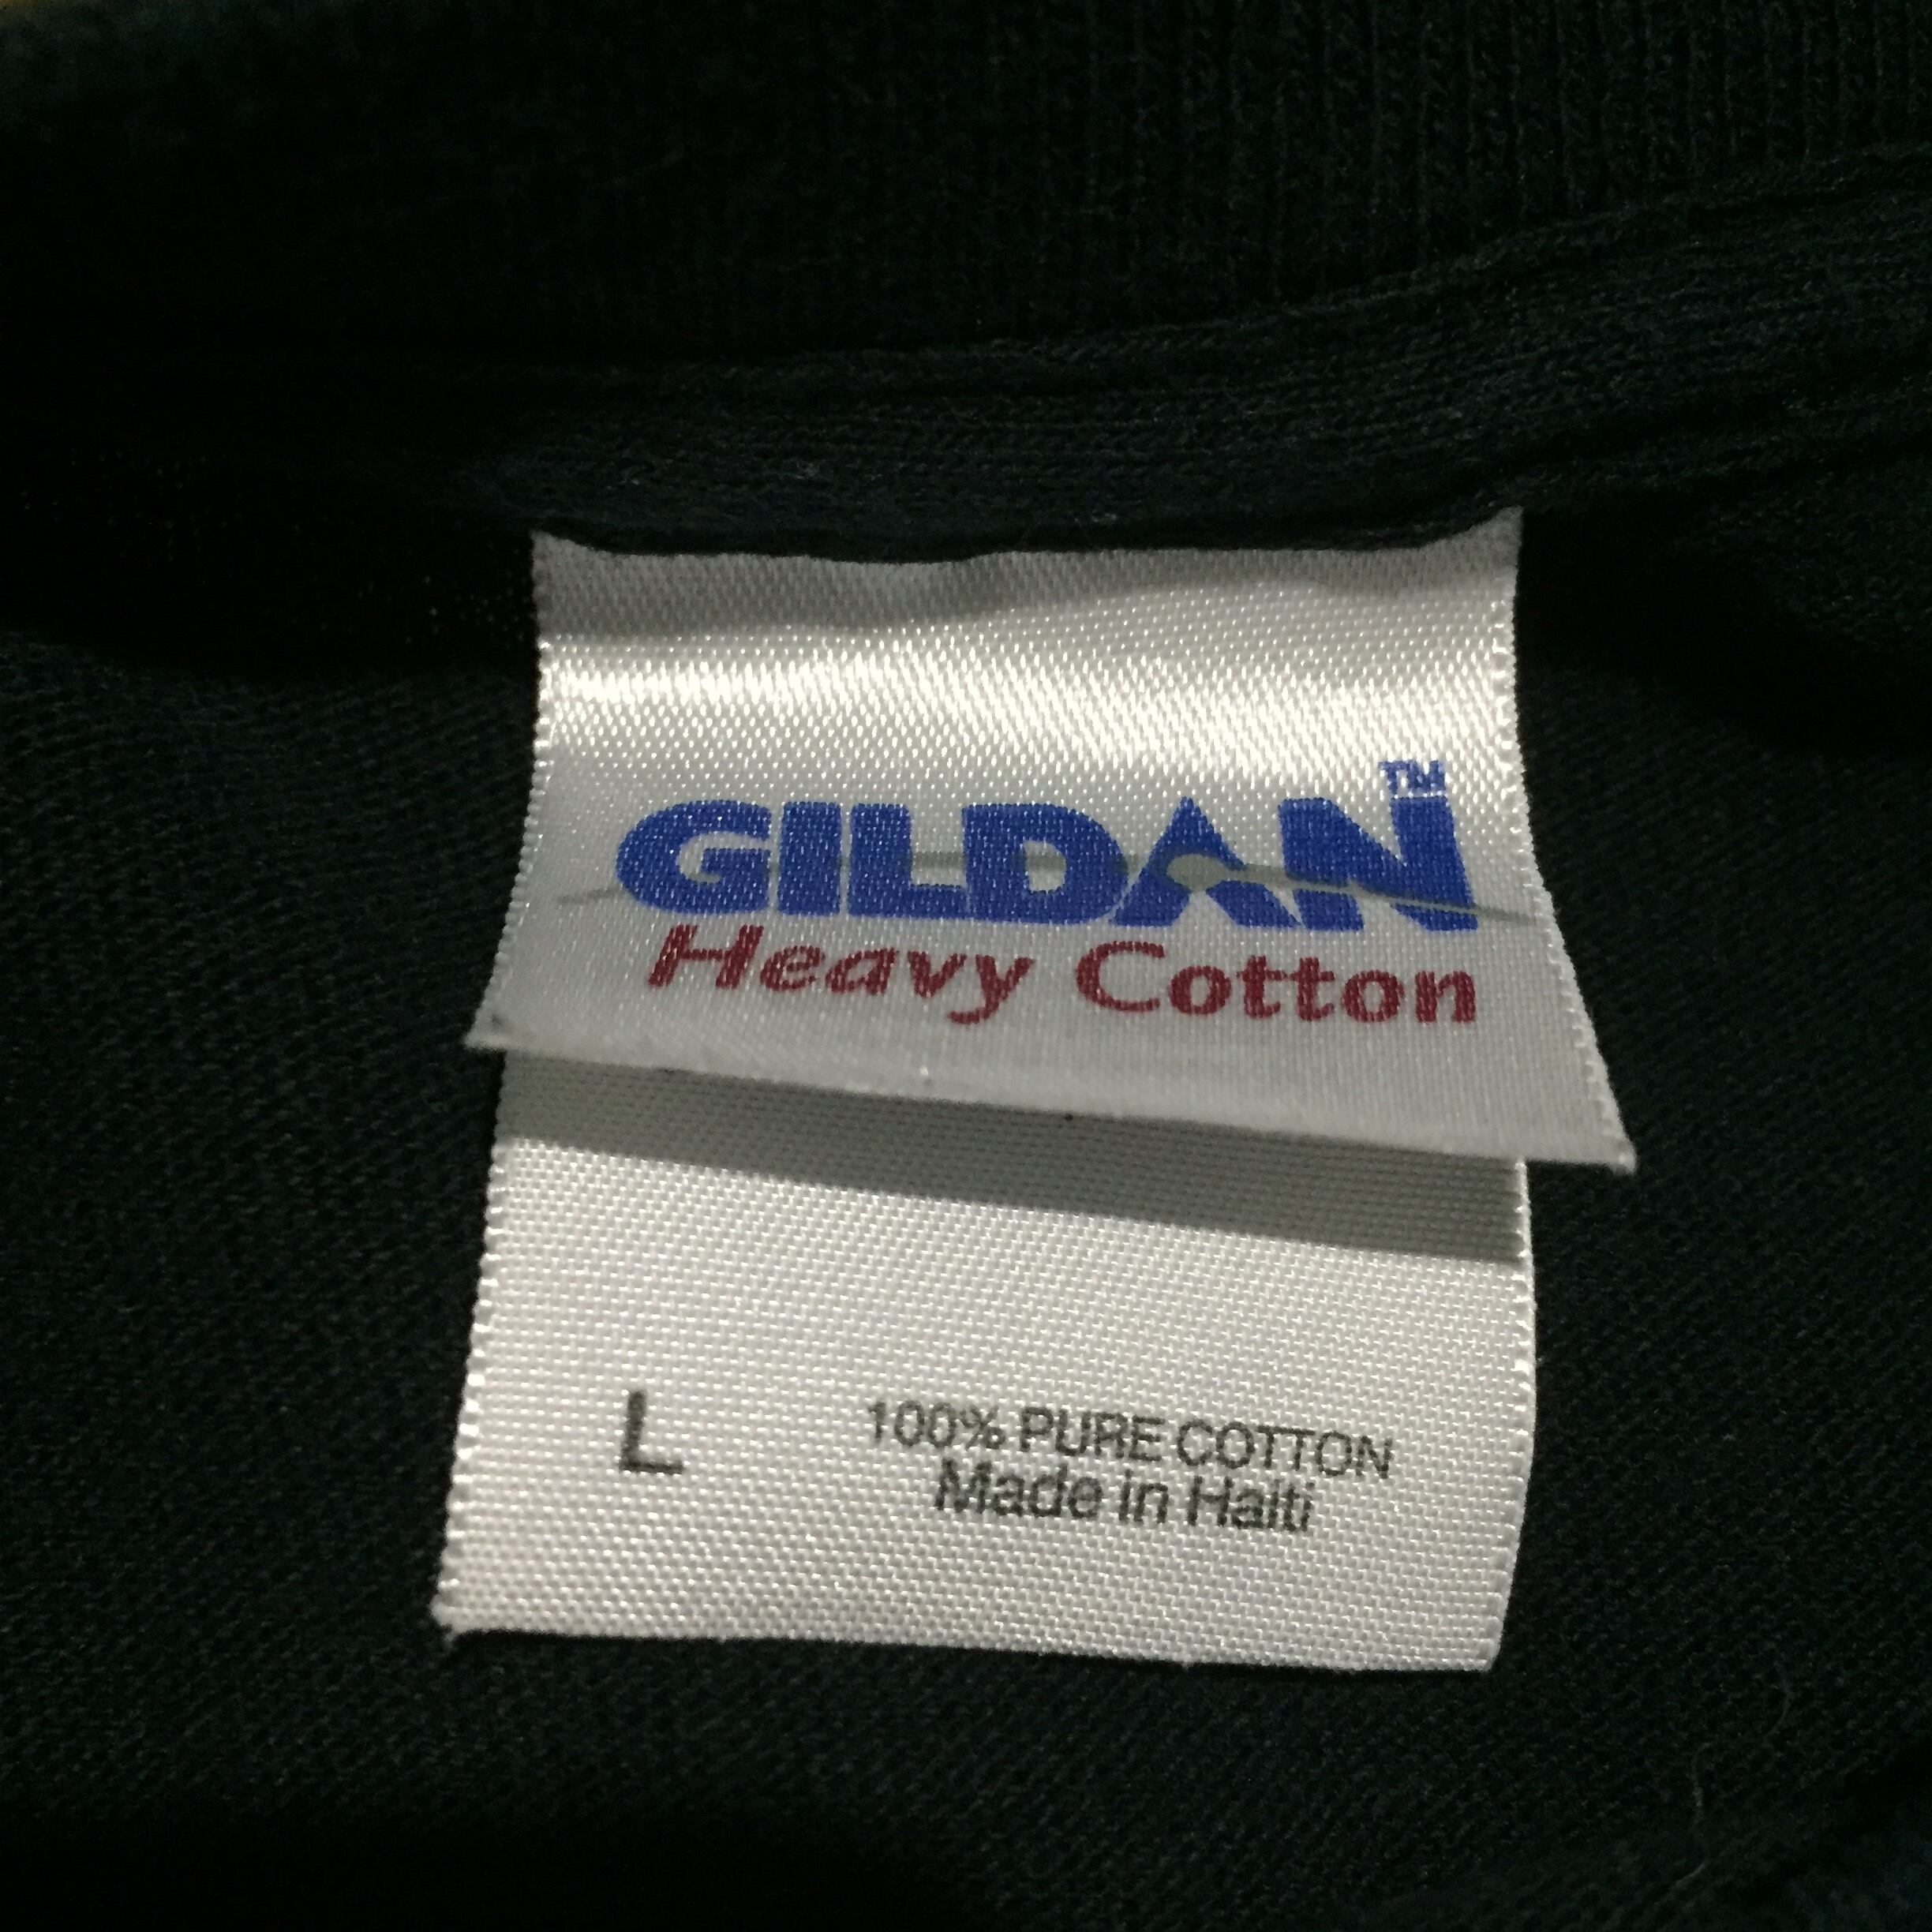 GILDAN™
Heavy Cotton
L
100% PURE COTTON
Made in Haiti